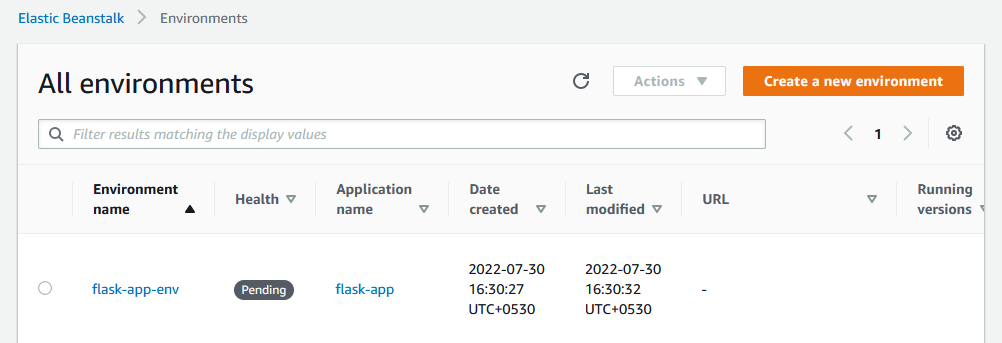 Elastic Beanstalk > Environments
All environments
Actions
Create a new environment
Filter results matching the display values
1
Environment name
Health
Application name
Date created
Last modified
URL
Running versions
flask-app-env
Pending
flask-app
2022-07-30
16:30:27
UTC+0530
2022-07-30
16:30:32
UTC+0530
-